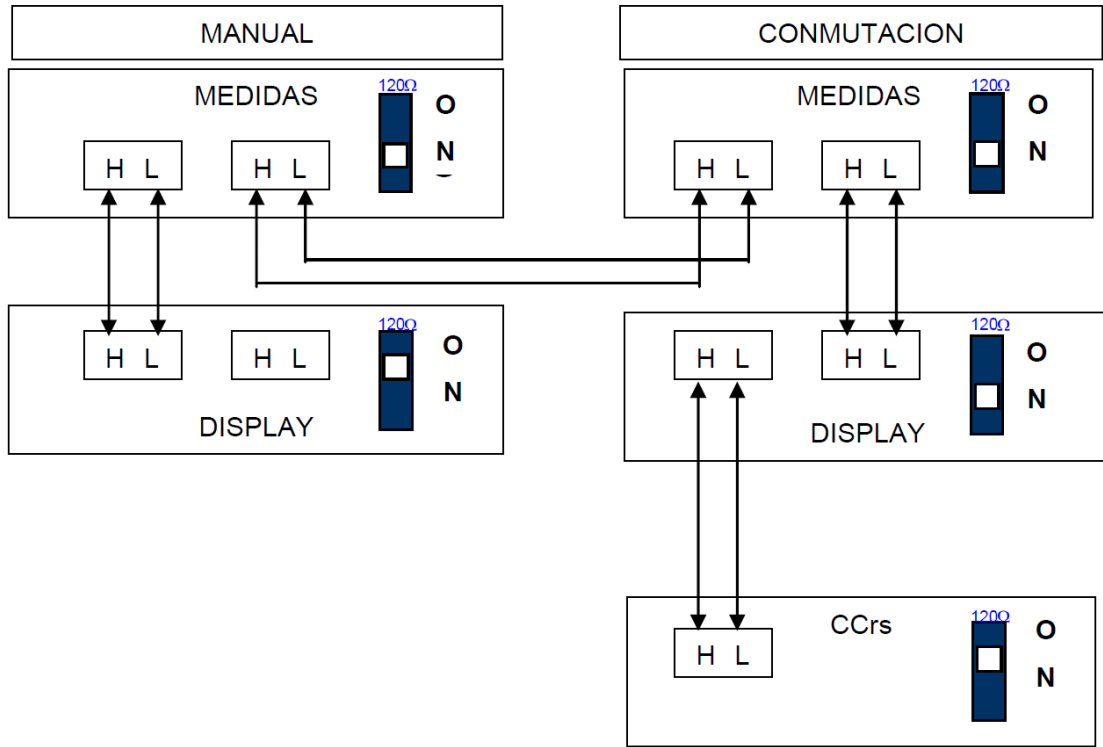 MANUAL
MEDIDAS
120Ω
O
N
H L
H L
120Ω
O
N
H L
H L
DISPLAY
CONMUTACION
MEDIDAS
120Ω
O
N
H L
H L
120Ω
O
N
H L
H L
DISPLAY
CCrs
120Ω
O
N
H L